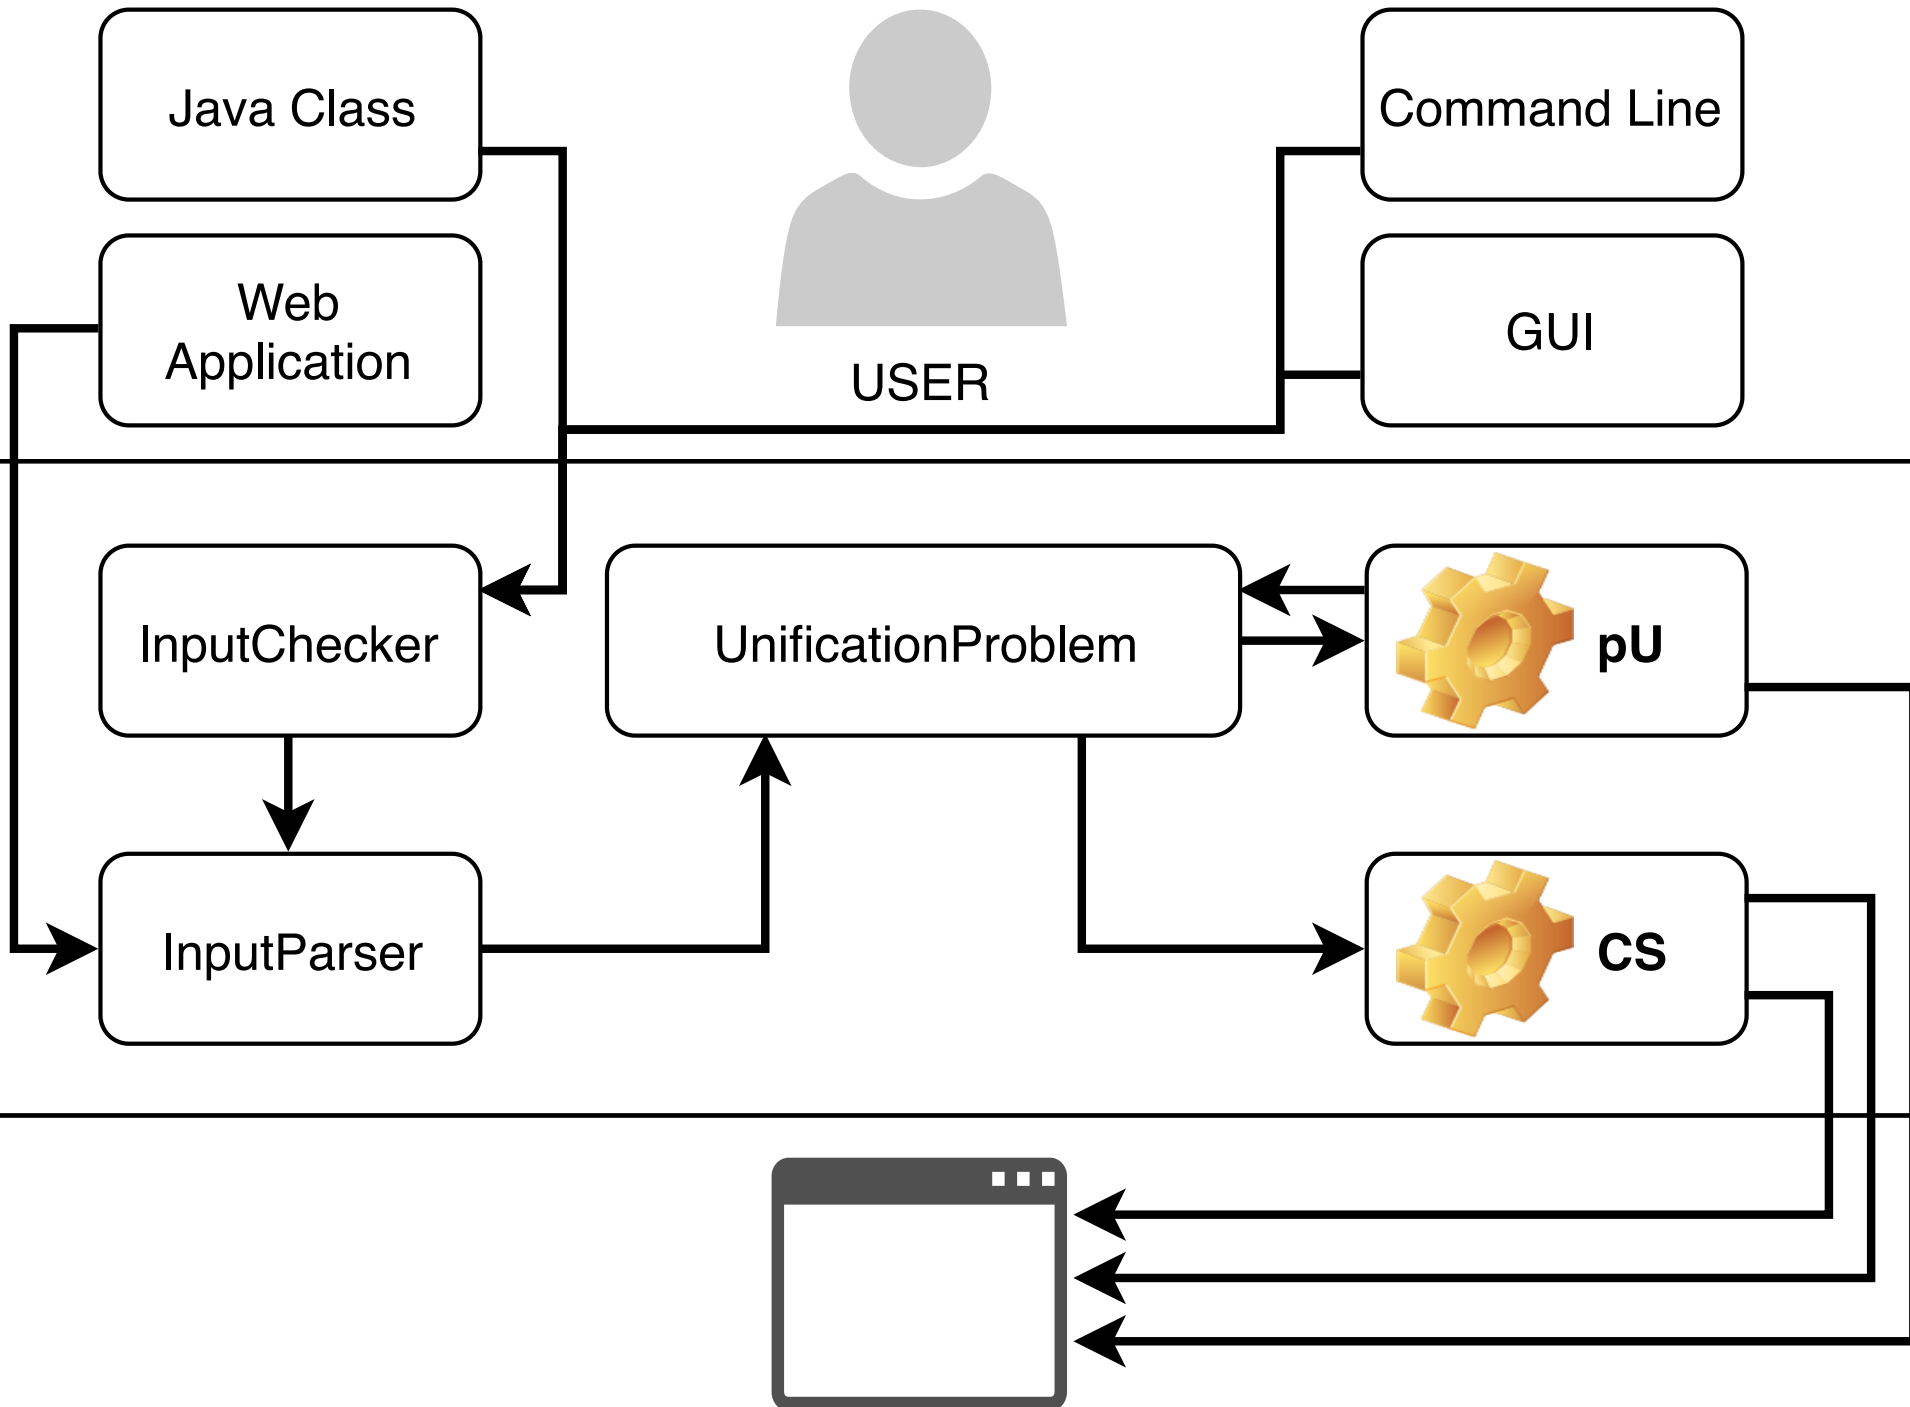 Java Class
Command Line
Web
Application
GUI
USER
InputChecker
UnificationProblem
pU
InputParser
CS